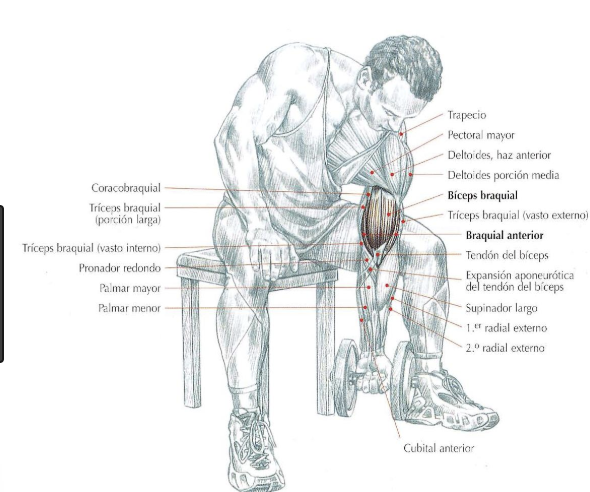 Trapecio
Pectoral mayor
Deltoides, haz anterior
Deltoides porción media
Bíceps braquial
Tríceps braquial (vasto externo)
Braquial anterior
Tendón del bíceps
Expansión aponeurótica
del tendón del bíceps
Supinador largo
1.er radial externo
2.º radial externo
Cubital anterior
Coracobraquial
Tríceps braquial
(porción larga)
Tríceps braquial (vasto interno)
Pronador redondo
Palmar mayor
Palmar menor